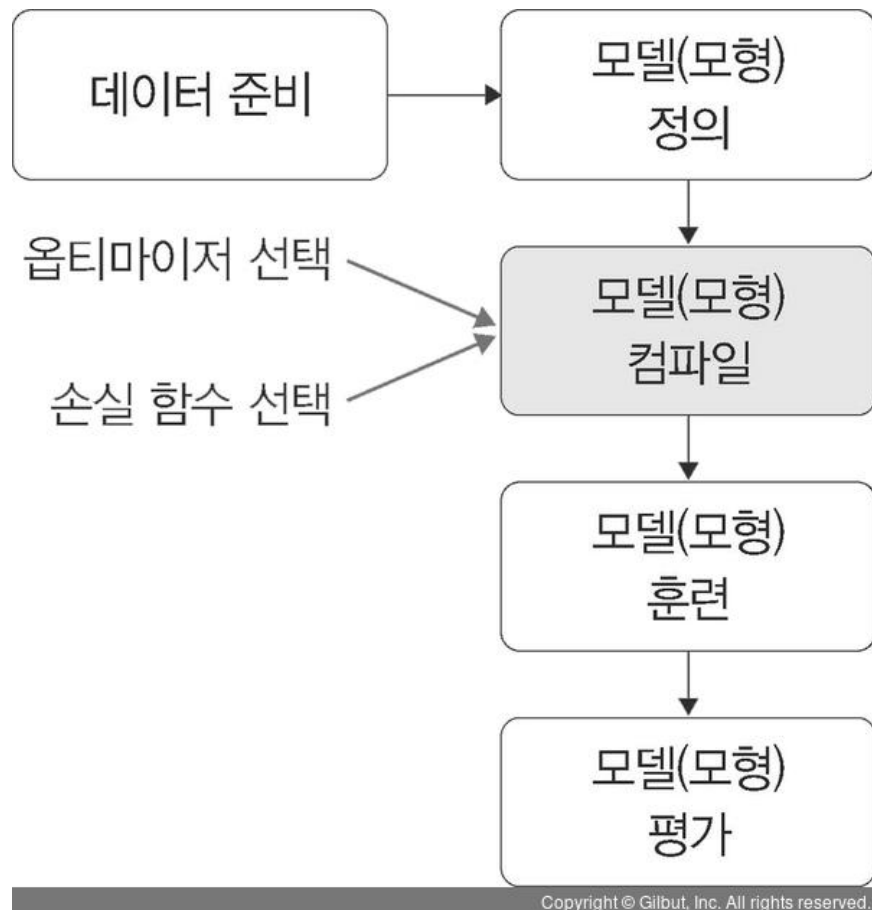 데이터 준비
모델(모형)
정의
옵티마이저 선택
손실 함수 선택
모델(모형)
컴파일
모델(모형)
훈련
모델(모형)
평가
Copyright © Gilbut, Inc. All rights reserved.